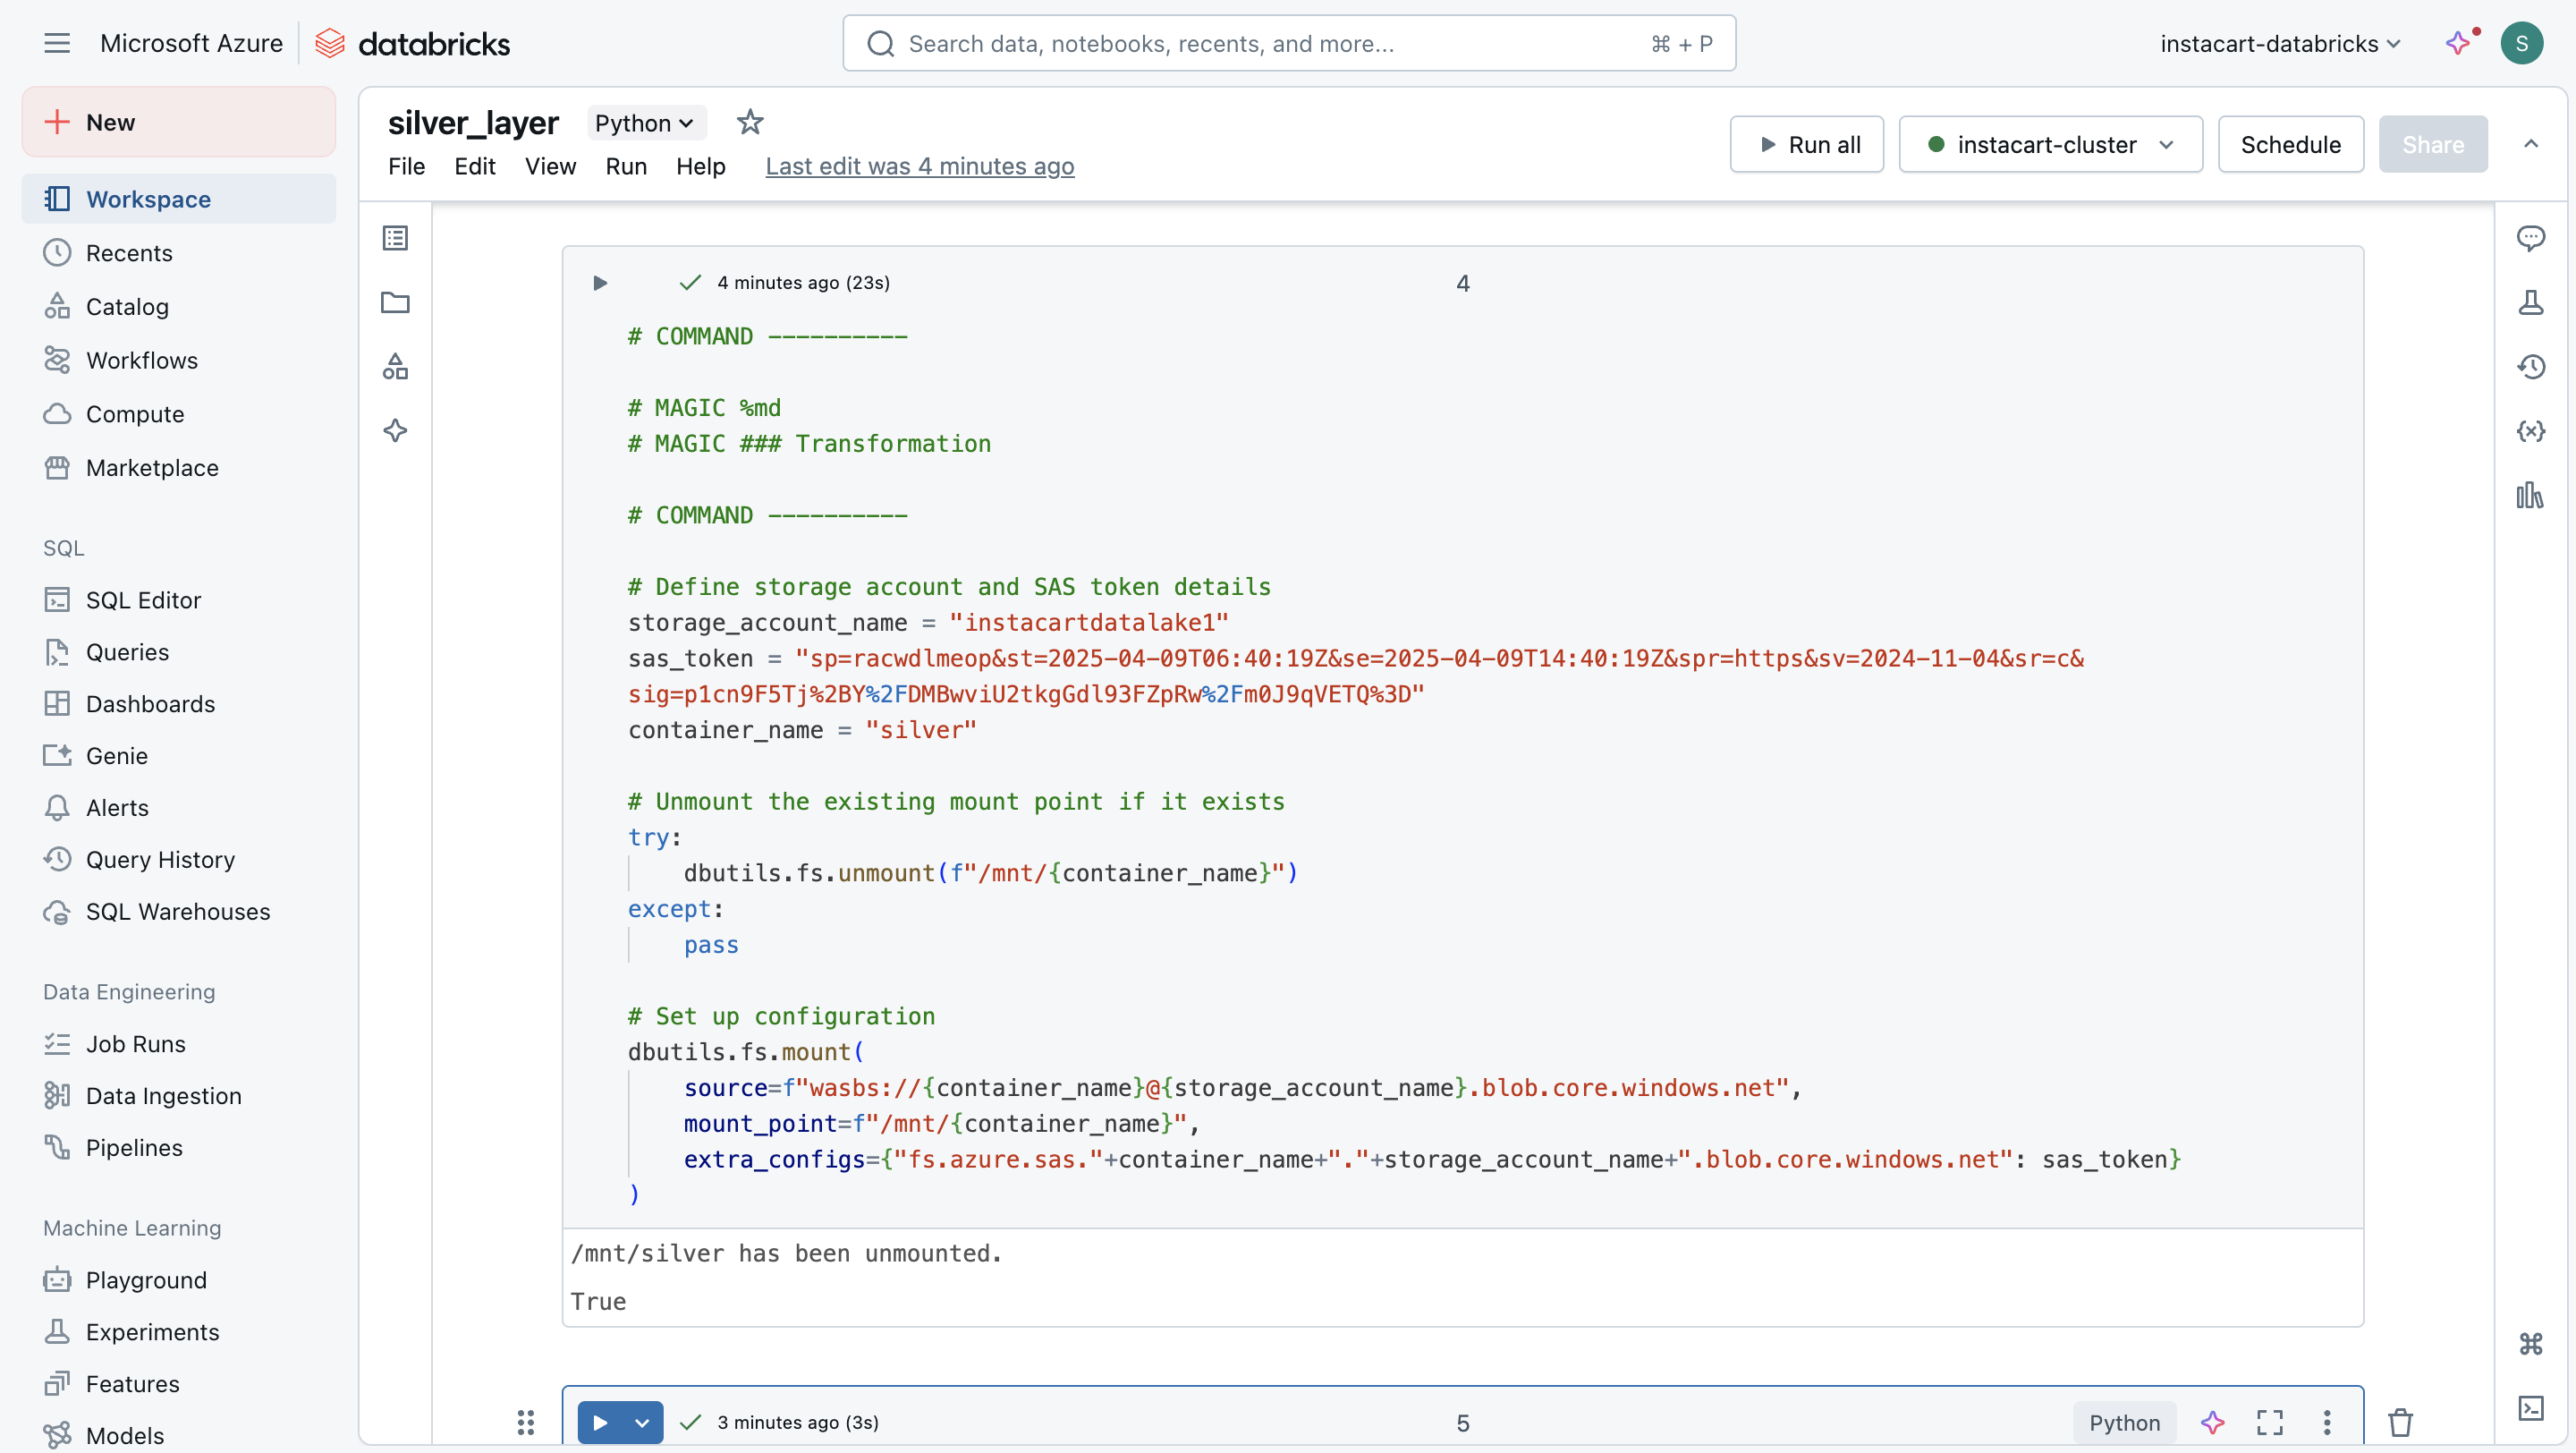 Microsoft Azure
databricks
Search data, notebooks, recents, and more...
⌘ + P
instacart-databricks
S
New
Workspace
Recents
Catalog
Workflows
Compute
Marketplace
SQL
SQL Editor
Queries
Dashboards
Genie
Alerts
Query History
SQL Warehouses
Data Engineering
Job Runs
Data Ingestion
Pipelines
Machine Learning
Playground
Experiments
Features
Models
silver_layer
Python
File Edit View Run Help Last edit was 4 minutes ago
Run all
instacart-cluster
Schedule
Share
4 minutes ago (23s)
4
# COMMAND ----------
# MAGIC %md
# MAGIC ### Transformation
# COMMAND ----------
# Define storage account and SAS token details
storage_account_name = "instacartdatalake1"
sas_token = "sp=racwdlmeop&st=2025-04-09T06:40:19Z&se=2025-04-09T14:40:19Z&spr=https&sv=2024-11-04&sr=c&
sig=p1cn9F5Tj%2BY%2FDMBwviU2tkgGdl93FZpRw%2Fm0J9qVETQ%3D"
container_name = "silver"
# Unmount the existing mount point if it exists
try:
    dbutils.fs.unmount(f"/mnt/{container_name}")
except:
    pass
# Set up configuration
dbutils.fs.mount(
    source=f"wasbs://{container_name}@{storage_account_name}.blob.core.windows.net",
    mount_point=f"/mnt/{container_name}",
    extra_configs={"fs.azure.sas."+container_name+"."+storage_account_name+".blob.core.windows.net": sas_token}
)
/mnt/silver has been unmounted.
True
3 minutes ago (3s)
5
Python